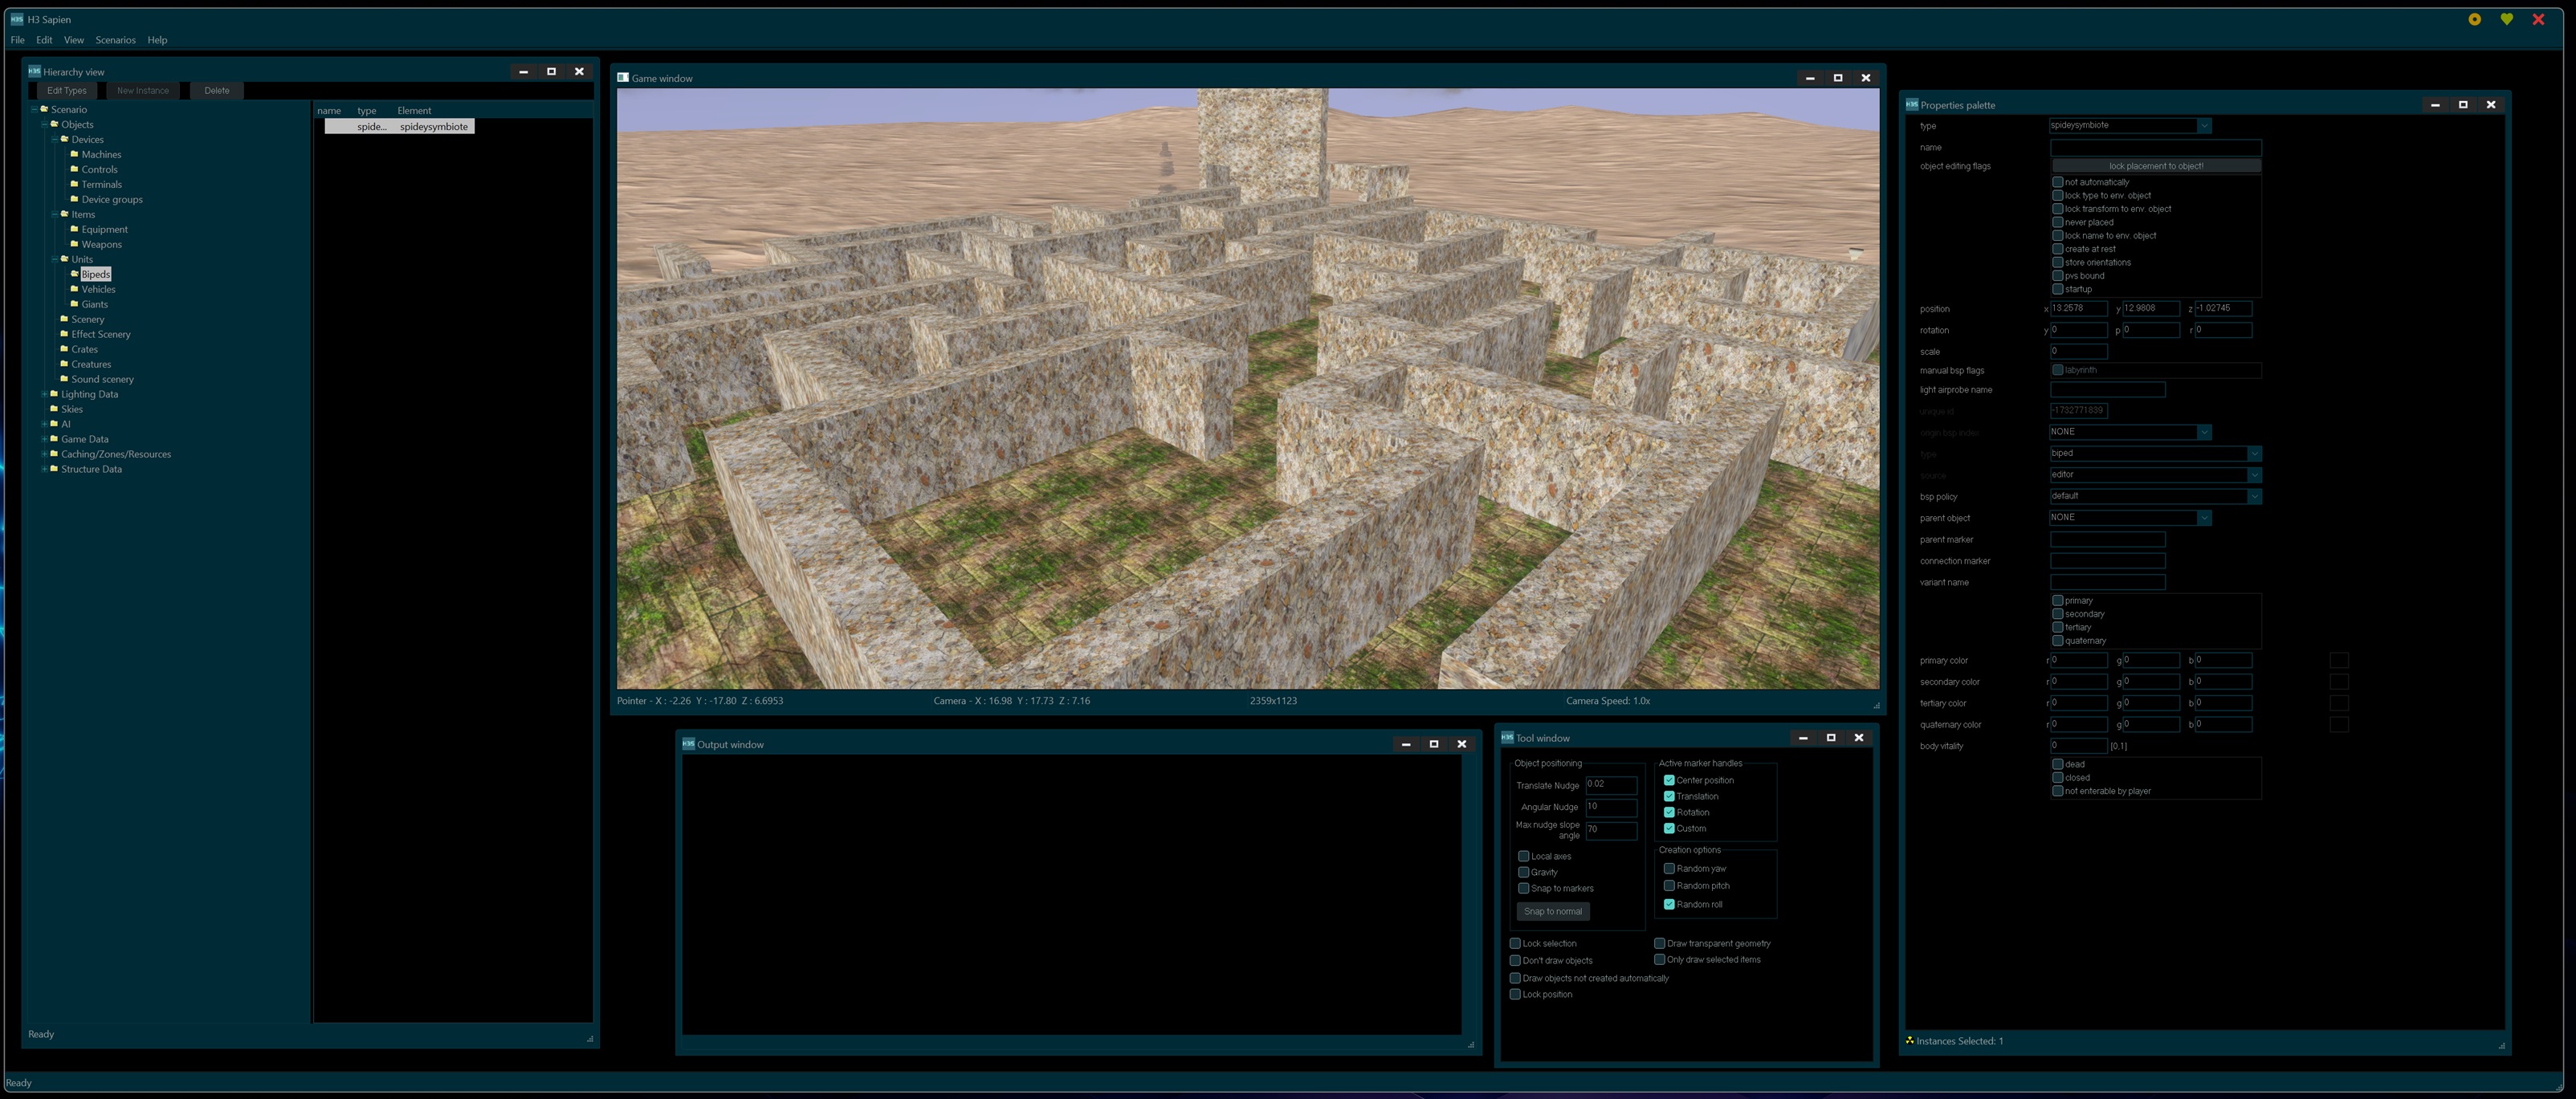 H3S H3 Sapien
File Edit View Scenarios Help
H3S Hierarchy view
Edit Types New Instance Delete
Scenario
Objects
Devices
Machines
Controls
Terminals
Device groups
Items
Equipment
Weapons
Units
Bipeds
Vehicles
Giants
Scenery
Effect Scenery
Crates
Creatures
Sound scenery
Lighting Data
Skies
AI
Game Data
Caching/Zones/Resources
Structure Data
name type Element
spide... spideysymbiote
Ready
Game window
Pointer - X : -2.26 Y : -17.80 Z : 6.6953 Camera - X : 16.98 Y : 17.73 Z : 7.16 2359x1123 Camera Speed: 1.0x
H3S Output window
H3S Tool window
Object positioning
Translate Nudge 0.02
Angular Nudge 10
Max nudge slope angle 70
Local axes
Gravity
Snap to markers
Snap to normal
Active marker handles
Center position
Translation
Rotation
Custom
Creation options
Random yaw
Random pitch
Random roll
Lock selection
Don't draw objects
Draw objects not created automatically
Lock position
Draw transparent geometry
Only draw selected items
H3S Properties palette
type spideysymbiote
name
object editing flags lock placement to object!
not automatically
lock type to env. object
lock transform to env. object
never placed
lock name to env. object
create at rest
store orientations
pvs bound
startup
position x 13.2578 y 12.9808 z -1.02745
rotation y 0 p 0 r 0
scale 0
manual bsp flags labyrinth
light airprobe name
unique id -1732771839
origin bsp index NONE
type biped
source editor
bsp policy default
parent object NONE
parent marker
connection marker
variant name
primary
secondary
tertiary
quaternary
primary color r 0 g 0 b 0
secondary color r 0 g 0 b 0
tertiary color r 0 g 0 b 0
quaternary color r 0 g 0 b 0
body vitality 0 [0,1]
dead
closed
not enterable by player
Instances Selected: 1
Ready